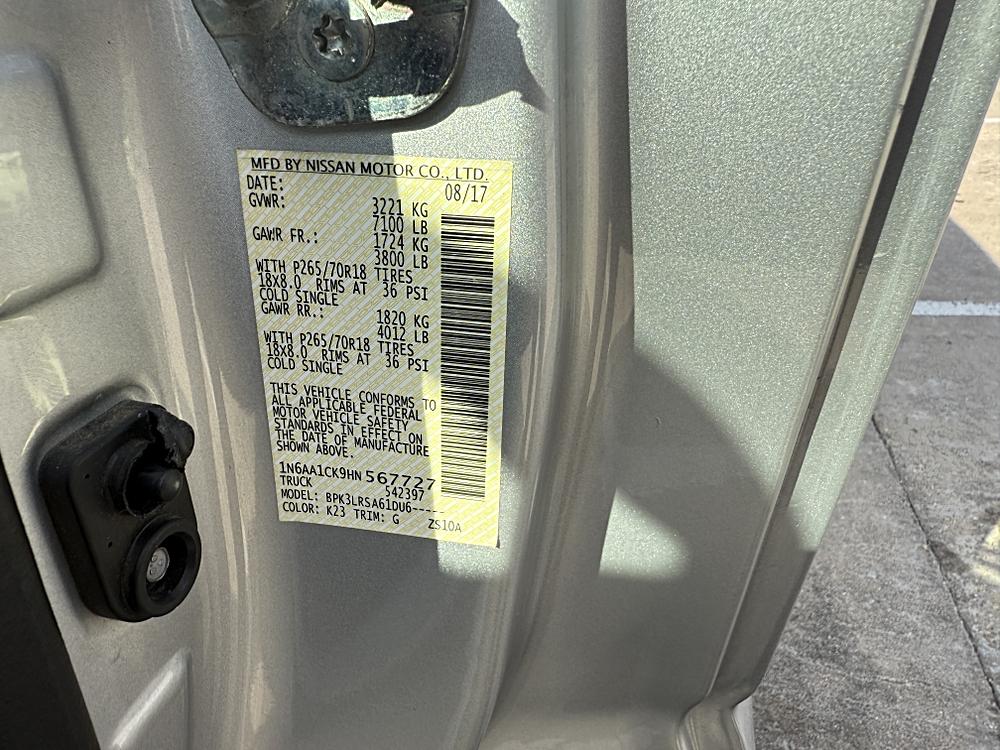 MFD BY NISSAN MOTOR CO., LTD.
DATE: 08/17
GVWR: 3221 KG
7100 LB
GAWR FR.: 1724 KG
3800 LB
WITH P265/70R18 TIRES
18X8.0 RIMS AT 36 PSI
COLD SINGLE
GAWR RR.: 1820 KG
4012 LB
WITH P265/70R18 TIRES
18X8.0 RIMS AT 36 PSI
COLD SINGLE
THIS VEHICLE CONFORMS TO
ALL APPLICABLE FEDERAL
MOTOR VEHICLE SAFETY
STANDARDS IN EFFECT ON
THE DATE OF MANUFACTURE
SHOWN ABOVE.
1N6AA1CK9HN567727
TRUCK 542397
MODEL: BPK3LRSA61DU6-----
COLOR: K23 TRIM: G ZS10A